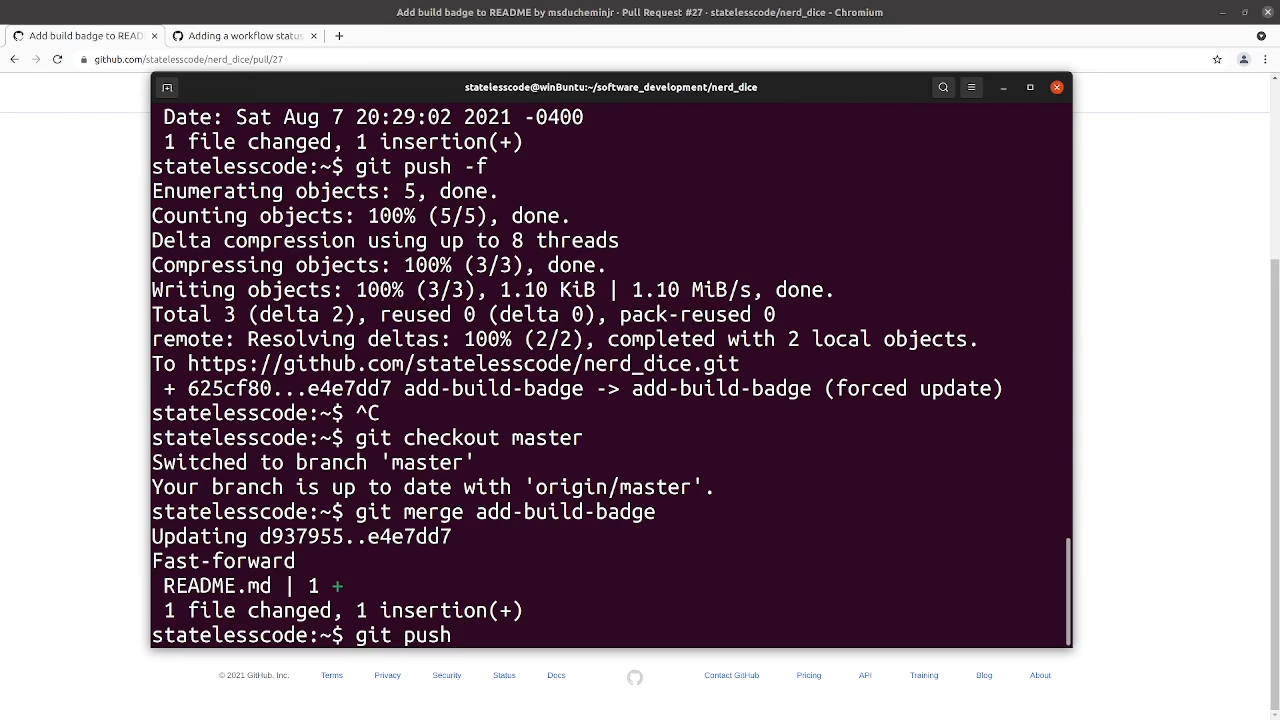 Add build badge to README by msducheminjr · Pull Request #27 · statelesscode/nerd_dice - Chromium
Add build badge to READ
Adding a workflow status
github.com/statelesscode/nerd_dice/pull/27
statelesscode@winBuntu:~/software_development/nerd_dice
Date: Sat Aug 7 20:29:02 2021 -0400
1 file changed, 1 insertion(+)
statelesscode:~$ git push -f
Enumerating objects: 5, done.
Counting objects: 100% (5/5), done.
Delta compression using up to 8 threads
Compressing objects: 100% (3/3), done.
Writing objects: 100% (3/3), 1.10 KiB | 1.10 MiB/s, done.
Total 3 (delta 2), reused 0 (delta 0), pack-reused 0
remote: Resolving deltas: 100% (2/2), completed with 2 local objects.
To https://github.com/statelesscode/nerd_dice.git
+ 625cf80...e4e7dd7 add-build-badge -> add-build-badge (forced update)
statelesscode:~$ ^C
statelesscode:~$ git checkout master
Switched to branch 'master'
Your branch is up to date with 'origin/master'.
statelesscode:~$ git merge add-build-badge
Updating d937955..e4e7dd7
Fast-forward
README.md | 1 +
1 file changed, 1 insertion(+)
statelesscode:~$ git push
© 2021 GitHub, Inc. Terms Privacy Security Status Docs Contact GitHub Pricing API Training Blog About